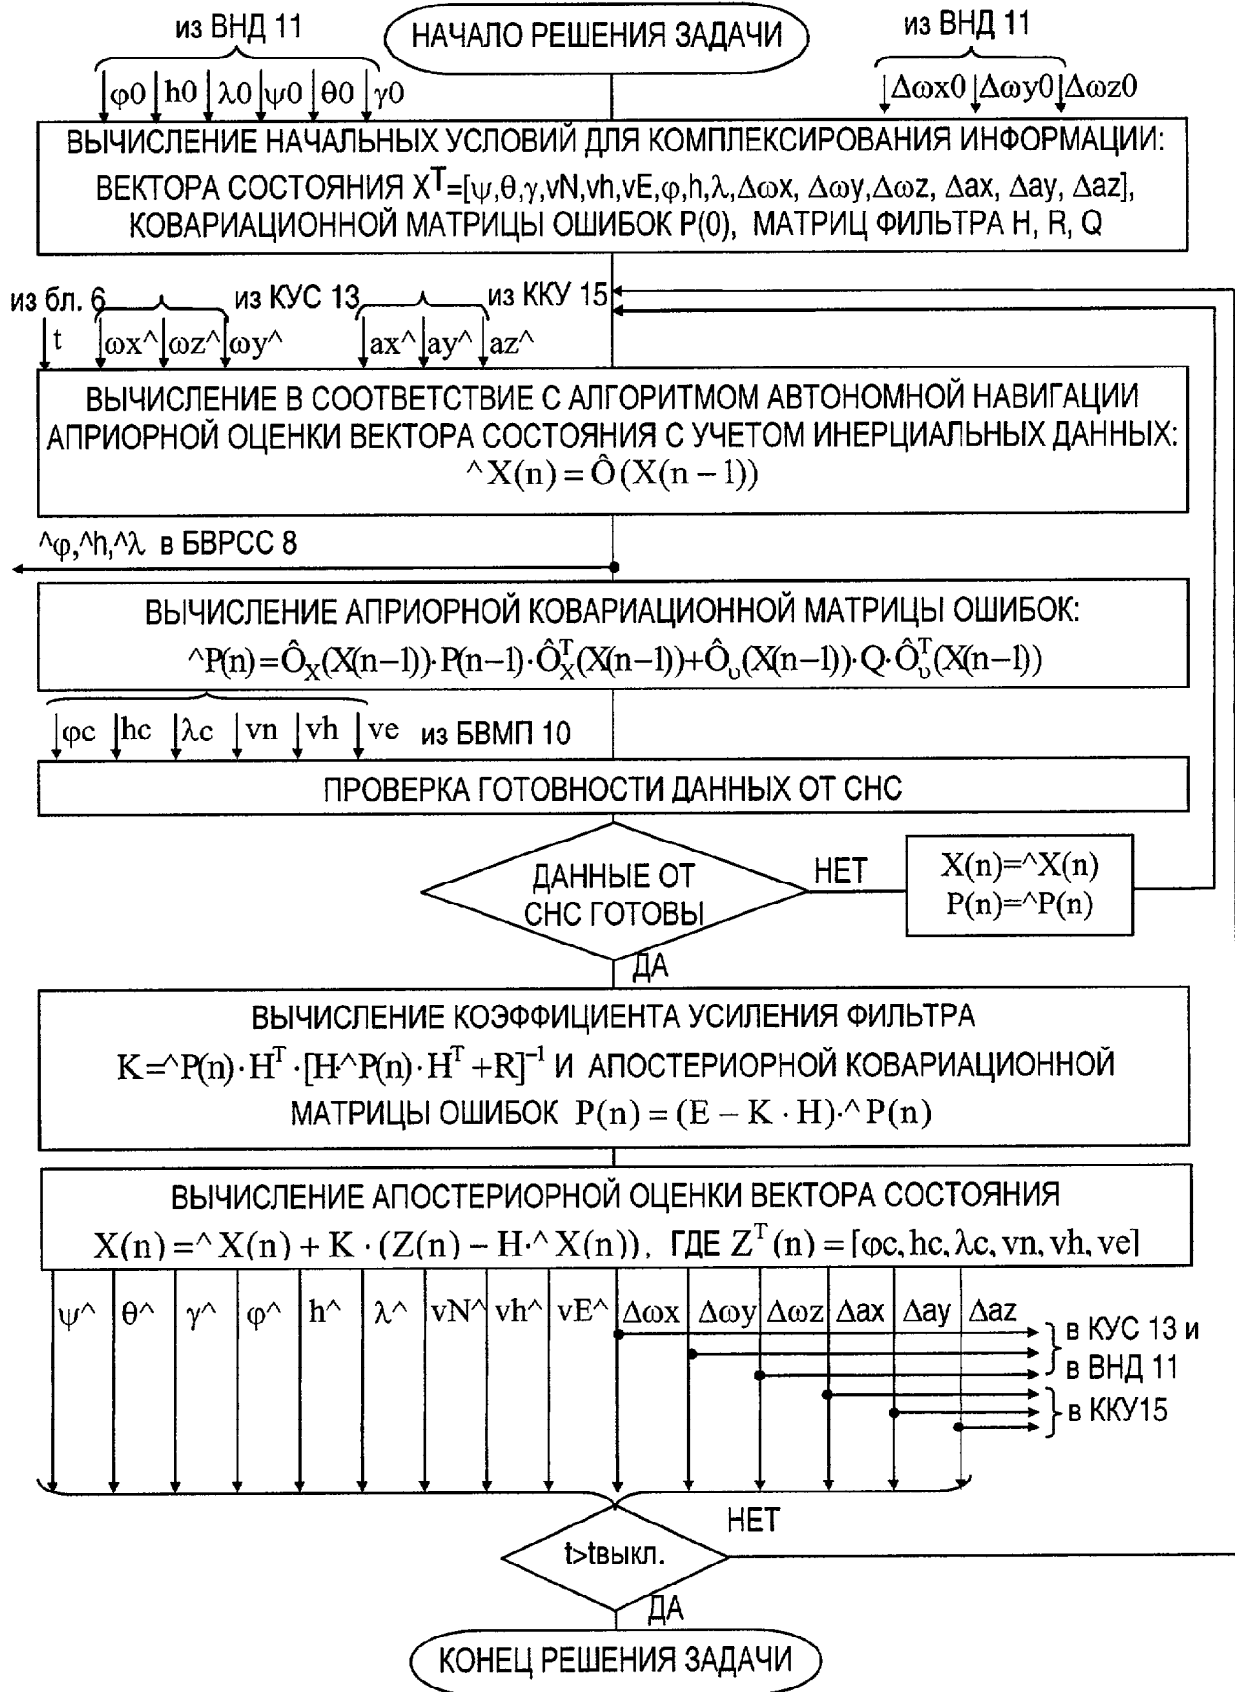 из ВНД 11
НАЧАЛО РЕШЕНИЯ ЗАДАЧИ
из ВНД 11
φ0 h0 λ0 ψ0 θ0 γ0
Δωx0 Δωy0 Δωz0
ВЫЧИСЛЕНИЕ НАЧАЛЬНЫХ УСЛОВИЙ ДЛЯ КОМПЛЕКСИРОВАНИЯ ИНФОРМАЦИИ:
ВЕКТОРА СОСТОЯНИЯ X^T=[ψ,θ,γ,vN,vh,vE,φ,h,λ,Δωx, Δωy,Δωz, Δax, Δay, Δaz],
КОВАРИАЦИОННОЙ МАТРИЦЫ ОШИБОК P(0), МАТРИЦ ФИЛЬТРА H, R, Q
из бл. 6 из КУС 13 из ККУ 15
t ωx^ ωz^ ωy^ ax^ ay^ az^
ВЫЧИСЛЕНИЕ В СООТВЕТСТВИЕ С АЛГОРИТМОМ АВТОНОМНОЙ НАВИГАЦИИ
АПРИОРНОЙ ОЦЕНКИ ВЕКТОРА СОСТОЯНИЯ С УЧЕТОМ ИНЕРЦИАЛЬНЫХ ДАННЫХ:
^X(n) = Ô(X(n − 1))
^φ,^h,^λ в БВРСС 8
ВЫЧИСЛЕНИЕ АПРИОРНОЙ КОВАРИАЦИОННОЙ МАТРИЦЫ ОШИБОК:
^P(n)=Ô_X(X(n−1))·P(n−1)·Ô_X^T(X(n−1))+Ô_υ(X(n−1))·Q·Ô_υ^T(X(n−1))
φc hc λc vn vh ve из БВМП 10
ПРОВЕРКА ГОТОВНОСТИ ДАННЫХ ОТ СНС
ДАННЫЕ ОТ
СНС ГОТОВЫ
НЕТ
X(n)=^X(n)
P(n)=^P(n)
ДА
ВЫЧИСЛЕНИЕ КОЭФФИЦИЕНТА УСИЛЕНИЯ ФИЛЬТРА
K=^P(n)·H^T·[H·^P(n)·H^T+R]^−1 И АПОСТЕРИОРНОЙ КОВАРИАЦИОННОЙ
МАТРИЦЫ ОШИБОК P(n) = (E − K · H)·^P(n)
ВЫЧИСЛЕНИЕ АПОСТЕРИОРНОЙ ОЦЕНКИ ВЕКТОРА СОСТОЯНИЯ
X(n) =^X(n) + K · (Z(n) − H·^X(n)), ГДЕ Z^T(n) = [φc, hc, λc, vn, vh, ve]
ψ^ θ^ γ^ φ^ h^ λ^ vN^ vh^ vE^ Δωx Δωy Δωz Δax Δay Δaz
в КУС 13 и
в ВНД 11
в ККУ15
НЕТ
t>tвыкл.
ДА
КОНЕЦ РЕШЕНИЯ ЗАДАЧИ